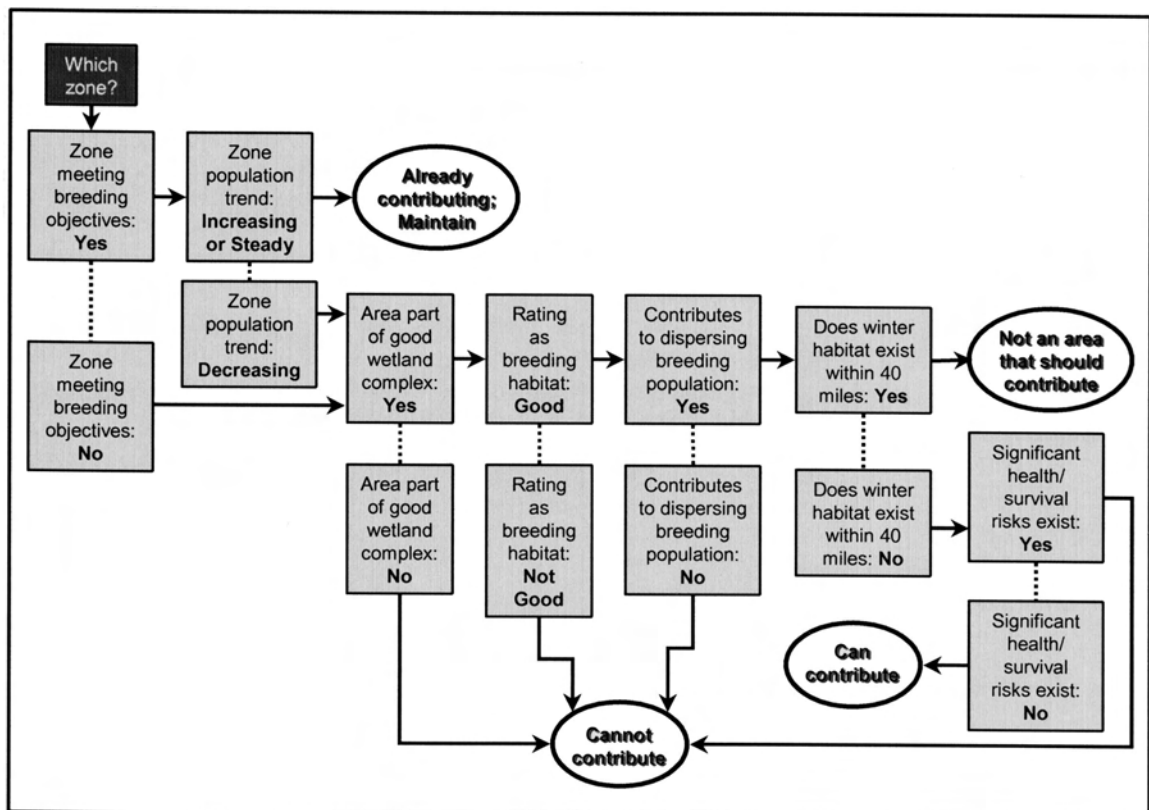 Which
zone?
Zone
meeting
breeding
objectives:
Yes
Zone
population
trend:
Increasing
or Steady
Already
contributing;
Maintain
Zone
population
trend:
Decreasing
Zone
meeting
breeding
objectives:
No
Area part
of good
wetland
complex:
Yes
Rating
as
breeding
habitat:
Good
Contributes
to dispersing
breeding
population:
Yes
Does winter
habitat exist
within 40
miles: Yes
Not an area
that should
contribute
Area part
of good
wetland
complex:
No
Rating
as
breeding
habitat:
Not
Good
Contributes
to dispersing
breeding
population:
No
Does winter
habitat exist
within 40
miles: No
Significant
health/
survival
risks exist:
Yes
Significant
health/
survival
risks exist:
No
Can
contribute
Cannot
contribute